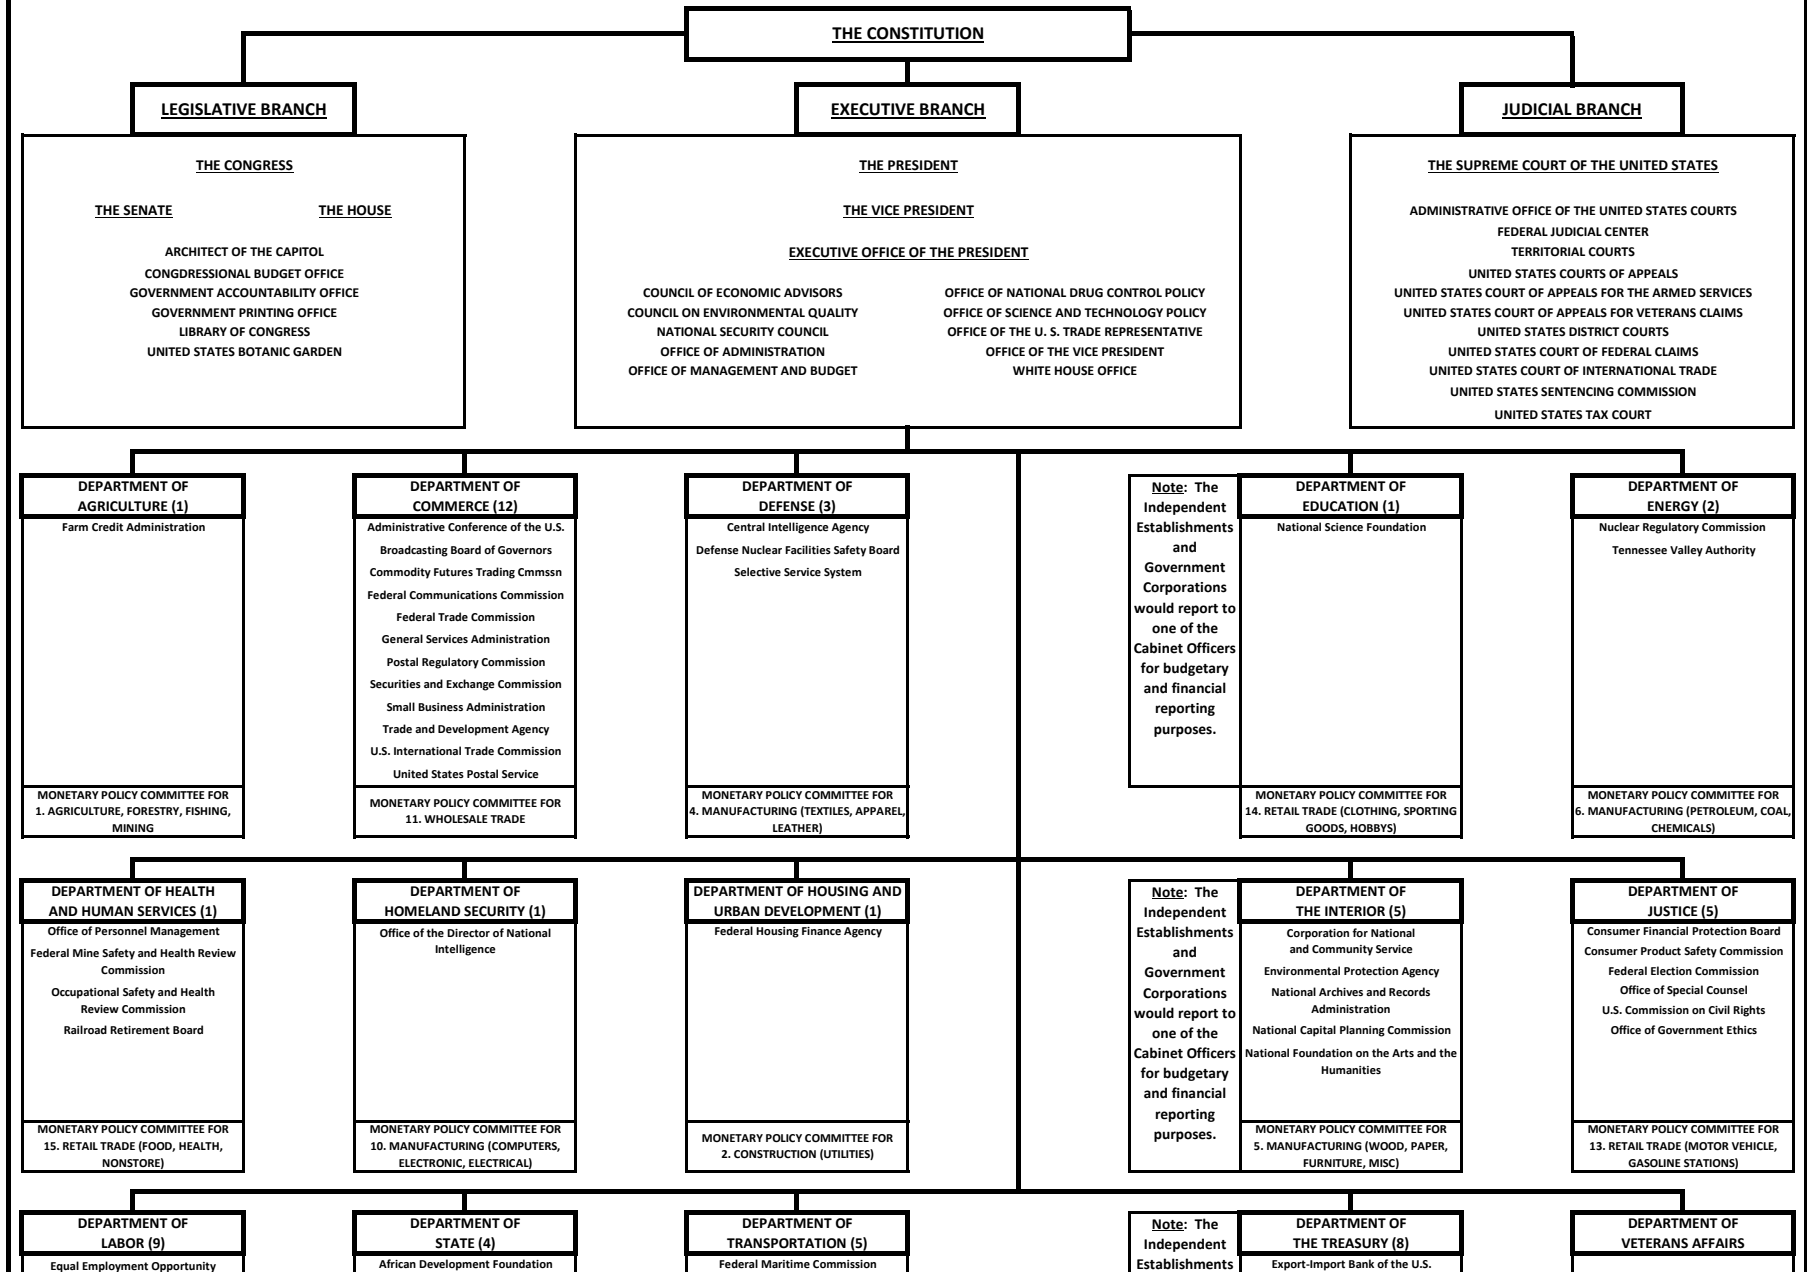 THE CONSTITUTION
LEGISLATIVE BRANCH
EXECUTIVE BRANCH
JUDICIAL BRANCH
THE CONGRESS
THE SENATE
THE HOUSE
ARCHITECT OF THE CAPITOL
CONGDRESSIONAL BUDGET OFFICE
GOVERNMENT ACCOUNTABILITY OFFICE
GOVERNMENT PRINTING OFFICE
LIBRARY OF CONGRESS
UNITED STATES BOTANIC GARDEN
THE PRESIDENT
THE VICE PRESIDENT
EXECUTIVE OFFICE OF THE PRESIDENT
COUNCIL OF ECONOMIC ADVISORS
COUNCIL ON ENVIRONMENTAL QUALITY
NATIONAL SECURITY COUNCIL
OFFICE OF ADMINISTRATION
OFFICE OF MANAGEMENT AND BUDGET
OFFICE OF NATIONAL DRUG CONTROL POLICY
OFFICE OF SCIENCE AND TECHNOLOGY POLICY
OFFICE OF THE U. S. TRADE REPRESENTATIVE
OFFICE OF THE VICE PRESIDENT
WHITE HOUSE OFFICE
THE SUPREME COURT OF THE UNITED STATES
ADMINISTRATIVE OFFICE OF THE UNITED STATES COURTS
FEDERAL JUDICIAL CENTER
TERRITORIAL COURTS
UNITED STATES COURTS OF APPEALS
UNITED STATES COURT OF APPEALS FOR THE ARMED SERVICES
UNITED STATES COURT OF APPEALS FOR VETERANS CLAIMS
UNITED STATES DISTRICT COURTS
UNITED STATES COURT OF FEDERAL CLAIMS
UNITED STATES COURT OF INTERNATIONAL TRADE
UNITED STATES SENTENCING COMMISSION
UNITED STATES TAX COURT
DEPARTMENT OF
AGRICULTURE (1)
Farm Credit Administration
MONETARY POLICY COMMITTEE FOR
1. AGRICULTURE, FORESTRY, FISHING,
MINING
DEPARTMENT OF
COMMERCE (12)
Administrative Conference of the U.S.
Broadcasting Board of Governors
Commodity Futures Trading Cmmssn
Federal Communications Commission
Federal Trade Commission
General Services Administration
Postal Regulatory Commission
Securities and Exchange Commission
Small Business Administration
Trade and Development Agency
U.S. International Trade Commission
United States Postal Service
MONETARY POLICY COMMITTEE FOR
11. WHOLESALE TRADE
DEPARTMENT OF
DEFENSE (3)
Central Intelligence Agency
Defense Nuclear Facilities Safety Board
Selective Service System
MONETARY POLICY COMMITTEE FOR
4. MANUFACTURING (TEXTILES, APPAREL,
LEATHER)
Note: The
Independent
Establishments
and
Government
Corporations
would report to
one of the
Cabinet Officers
for budgetary
and financial
reporting
purposes.
DEPARTMENT OF
EDUCATION (1)
National Science Foundation
MONETARY POLICY COMMITTEE FOR
14. RETAIL TRADE (CLOTHING, SPORTING
GOODS, HOBBYS)
DEPARTMENT OF
ENERGY (2)
Nuclear Regulatory Commission
Tennessee Valley Authority
MONETARY POLICY COMMITTEE FOR
6. MANUFACTURING (PETROLEUM, COAL,
CHEMICALS)
DEPARTMENT OF HEALTH
AND HUMAN SERVICES (1)
Office of Personnel Management
Federal Mine Safety and Health Review
Commission
Occupational Safety and Health
Review Commission
Railroad Retirement Board
MONETARY POLICY COMMITTEE FOR
15. RETAIL TRADE (FOOD, HEALTH,
NONSTORE)
DEPARTMENT OF
HOMELAND SECURITY (1)
Office of the Director of National
Intelligence
MONETARY POLICY COMMITTEE FOR
10. MANUFACTURING (COMPUTERS,
ELECTRONIC, ELECTRICAL)
DEPARTMENT OF HOUSING AND
URBAN DEVELOPMENT (1)
Federal Housing Finance Agency
MONETARY POLICY COMMITTEE FOR
2. CONSTRUCTION (UTILITIES)
Note: The
Independent
Establishments
and
Government
Corporations
would report to
one of the
Cabinet Officers
for budgetary
and financial
reporting
purposes.
DEPARTMENT OF
THE INTERIOR (5)
Corporation for National
and Community Service
Environmental Protection Agency
National Archives and Records
Administration
National Capital Planning Commission
National Foundation on the Arts and the
Humanities
MONETARY POLICY COMMITTEE FOR
5. MANUFACTURING (WOOD, PAPER,
FURNITURE, MISC)
DEPARTMENT OF
JUSTICE (5)
Consumer Financial Protection Board
Consumer Product Safety Commission
Federal Election Commission
Office of Special Counsel
U.S. Commission on Civil Rights
Office of Government Ethics
MONETARY POLICY COMMITTEE FOR
13. RETAIL TRADE (MOTOR VEHICLE,
GASOLINE STATIONS)
DEPARTMENT OF
LABOR (9)
Equal Employment Opportunity
DEPARTMENT OF
STATE (4)
African Development Foundation
DEPARTMENT OF
TRANSPORTATION (5)
Federal Maritime Commission
Note: The
Independent
Establishments
DEPARTMENT OF
THE TREASURY (8)
Export-Import Bank of the U.S.
DEPARTMENT OF
VETERANS AFFAIRS